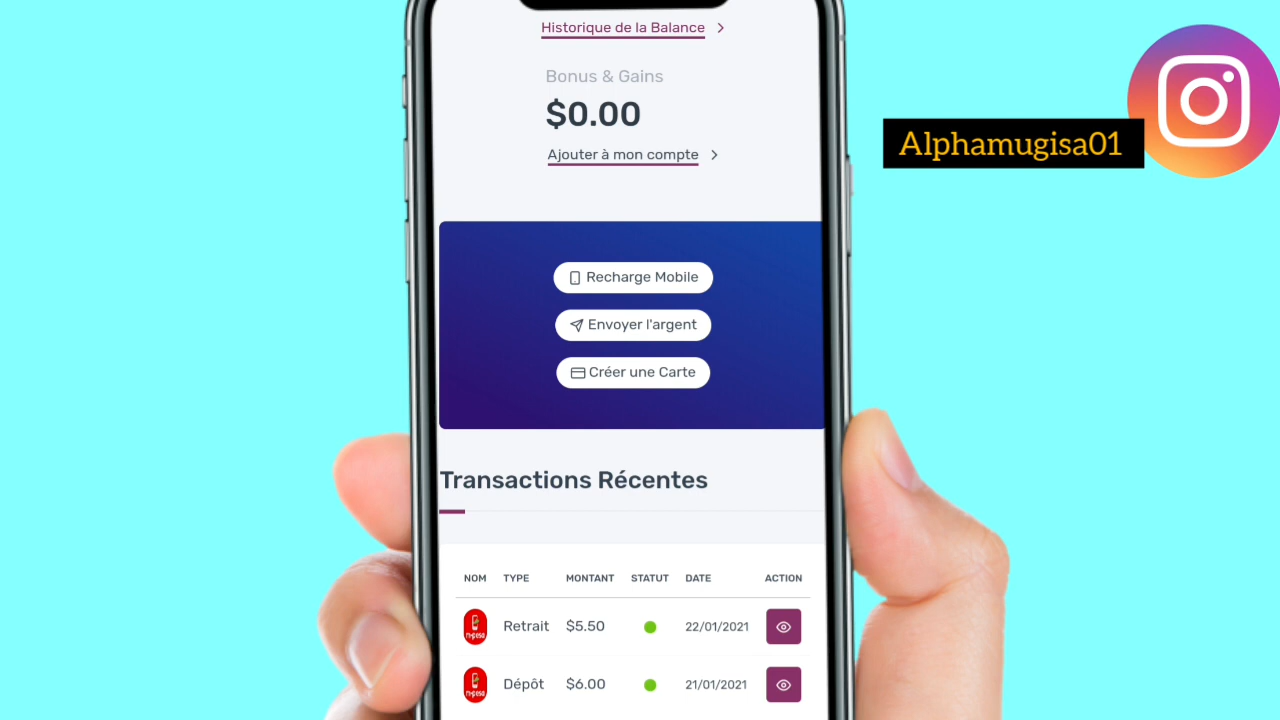 Historique de la Balance
Bonus & Gains
$0.00
Ajouter à mon compte
Alphamugisa01
Recharge Mobile
Envoyer l'argent
Créer une Carte
Transactions Récentes
NOM TYPE MONTANT STATUT DATE ACTION
m-pesa Retrait $5.50 22/01/2021
m-pesa Dépôt $6.00 21/01/2021